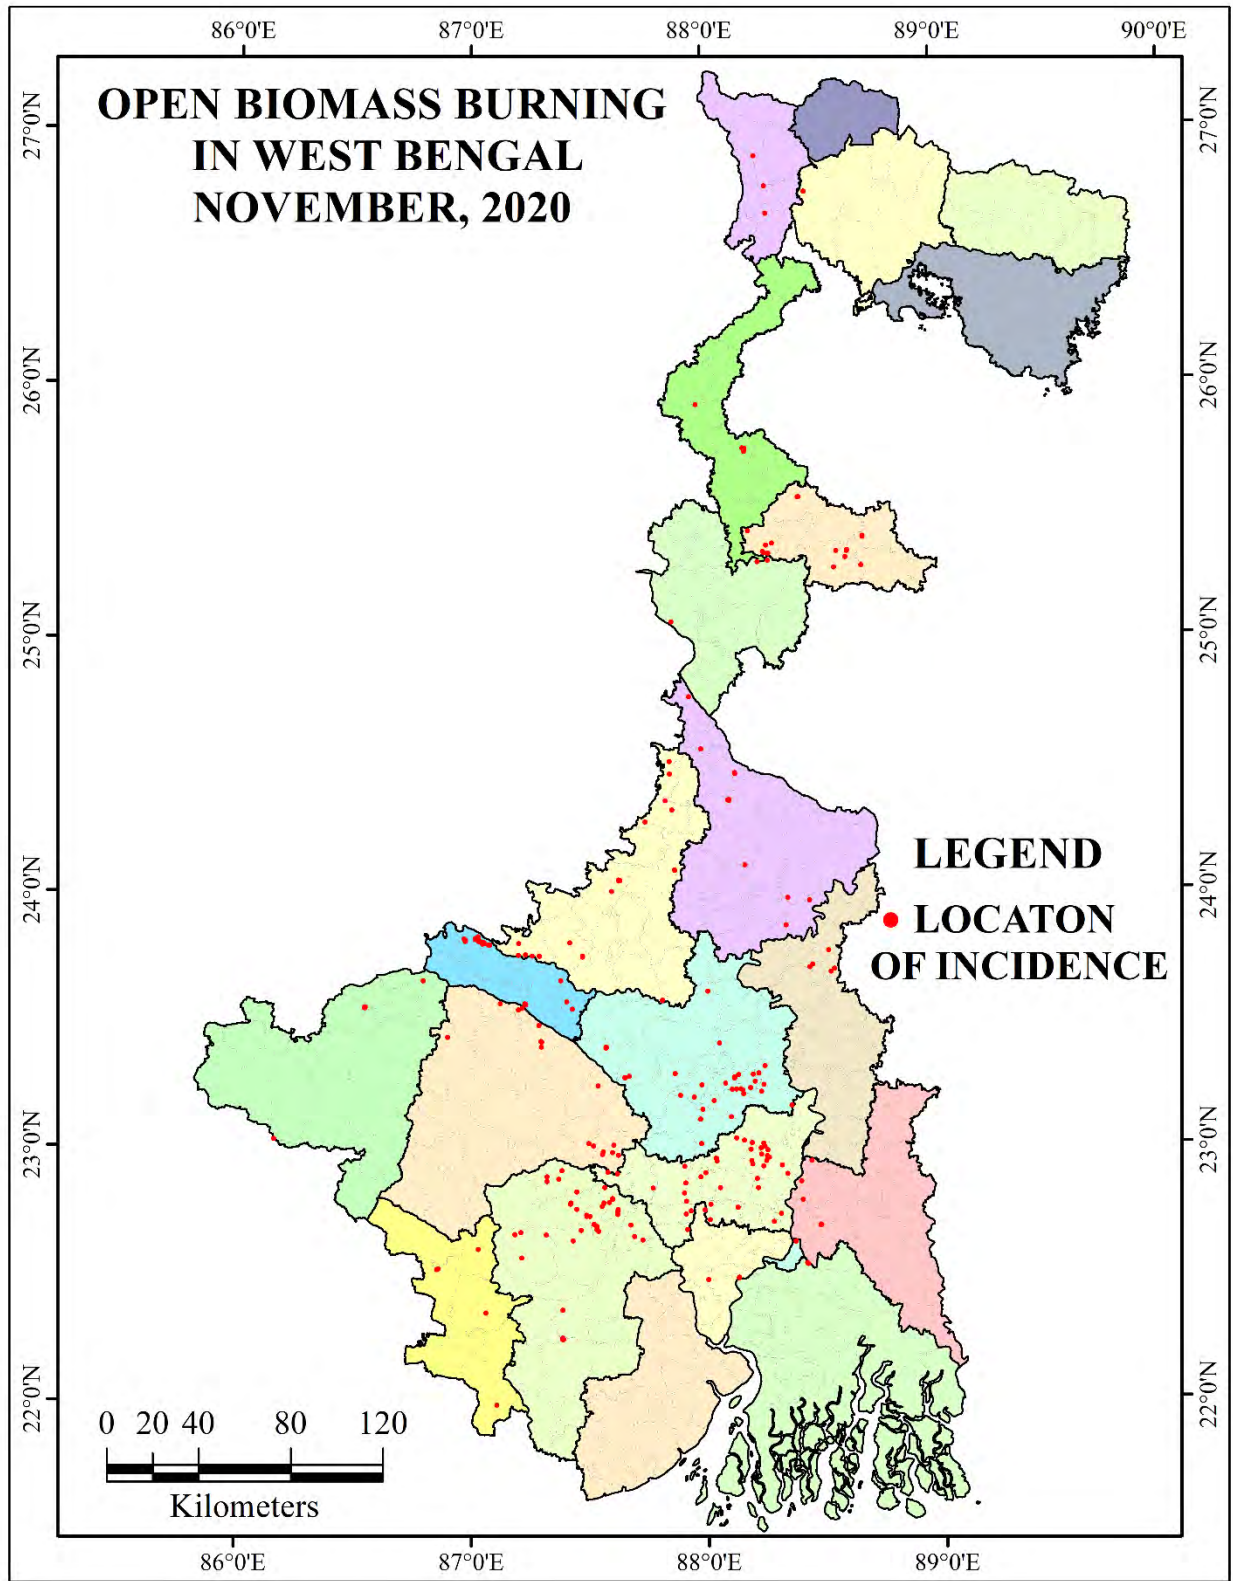 86°0'E 87°0'E 88°0'E 89°0'E 90°0'E
OPEN BIOMASS BURNING
IN WEST BENGAL
NOVEMBER, 2020
27°0'N 27°0'N
26°0'N 26°0'N
25°0'N 25°0'N
LEGEND
24°0'N 24°0'N
LOCATON
OF INCIDENCE
23°0'N 23°0'N
22°0'N 22°0'N
0 20 40 80 120
Kilometers
86°0'E 87°0'E 88°0'E 89°0'E